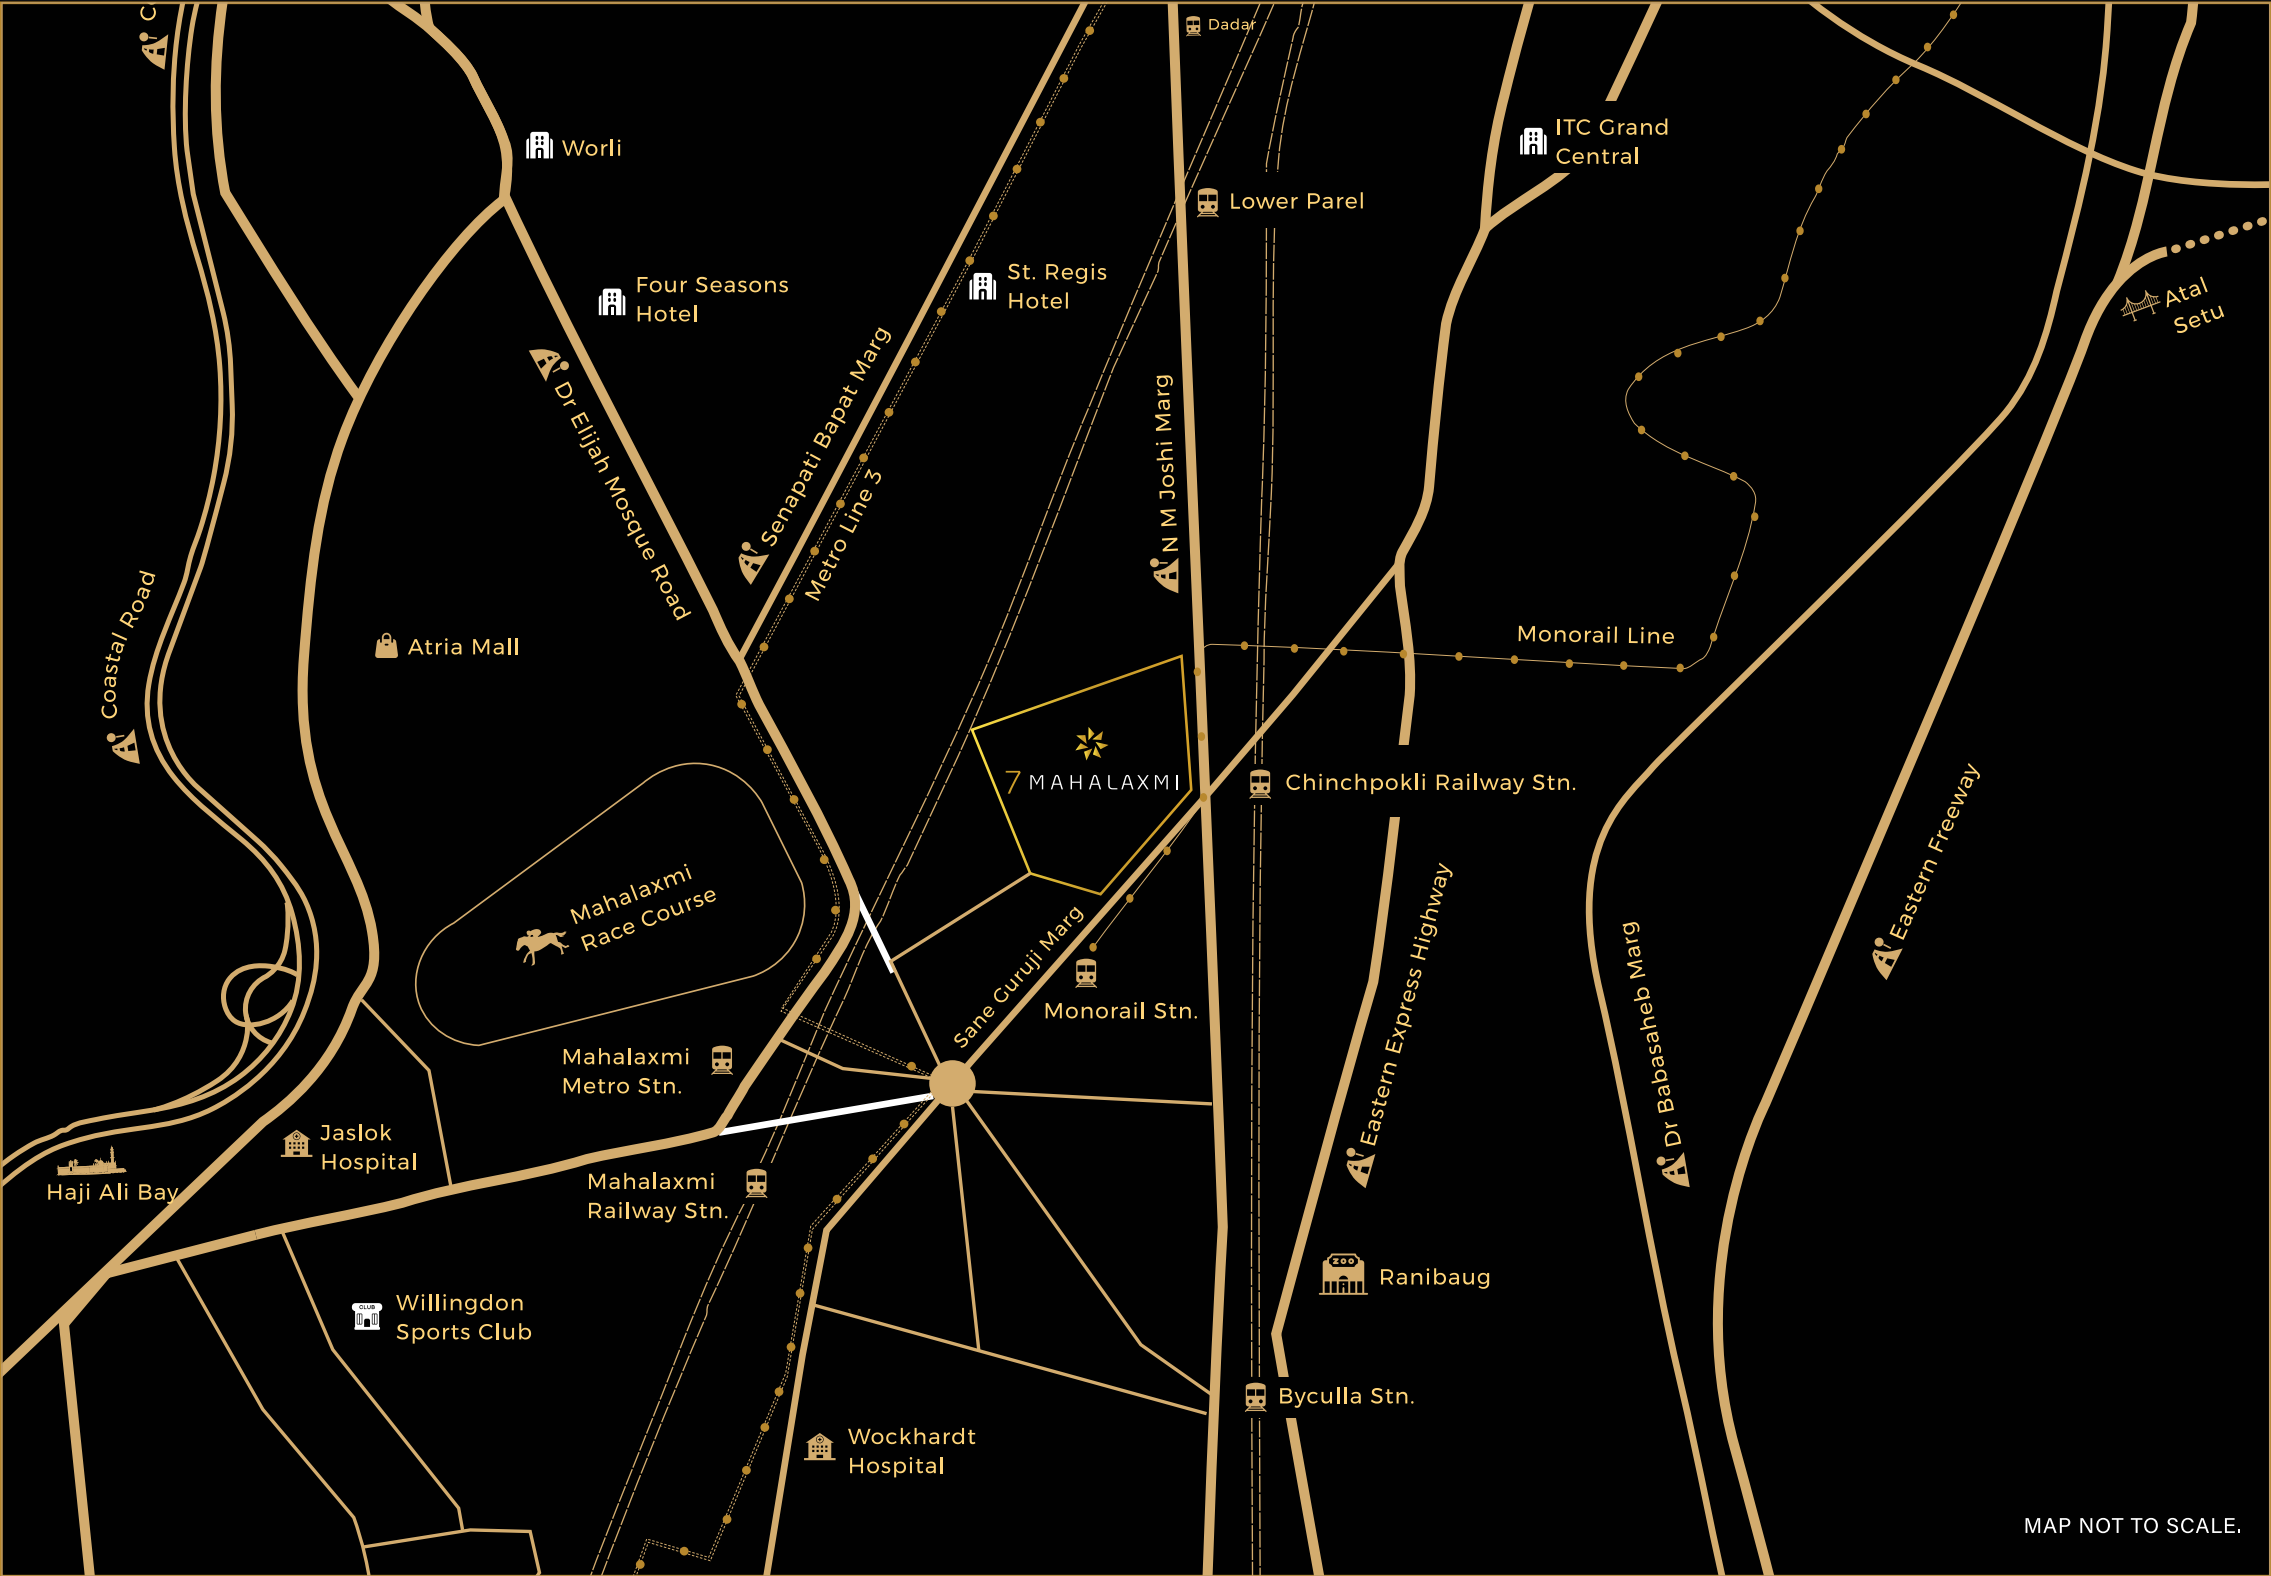 Dadar
Worli
ITC Grand
Central
Lower Parel
Four Seasons
Hotel
St. Regis
Hotel
Atal
Setu
Dr Elijah Mosque Road
Senapati Bapat Marg
Metro Line 3
N M Joshi Marg
Coastal Road
Atria Mall
Monorail Line
7 MAHALAXMI
Chinchpokli Railway Stn.
Eastern Freeway
Mahalaxmi
Race Course
Sane Guruji Marg
Monorail Stn.
Eastern Express Highway
Dr Babasaheb Marg
Mahalaxmi
Metro Stn.
Jaslok
Hospital
Haji Ali Bay
Mahalaxmi
Railway Stn.
ZOO
Ranibaug
CLUB
Willingdon
Sports Club
Byculla Stn.
Wockhardt
Hospital
MAP NOT TO SCALE.